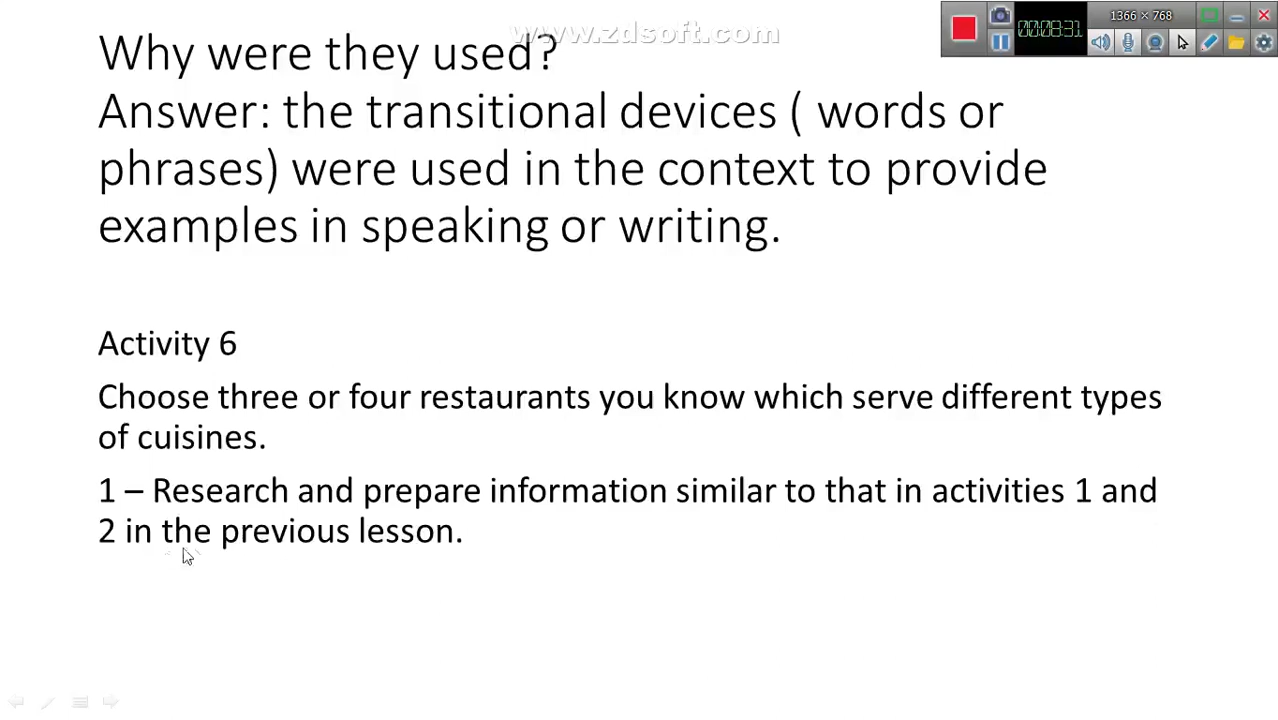 www.zdsoft.com
1366 × 768
00:08:31
Why were they used?
Answer: the transitional devices ( words or
phrases) were used in the context to provide
examples in speaking or writing.
Activity 6
Choose three or four restaurants you know which serve different types
of cuisines.
1 – Research and prepare information similar to that in activities 1 and
2 in the previous lesson.